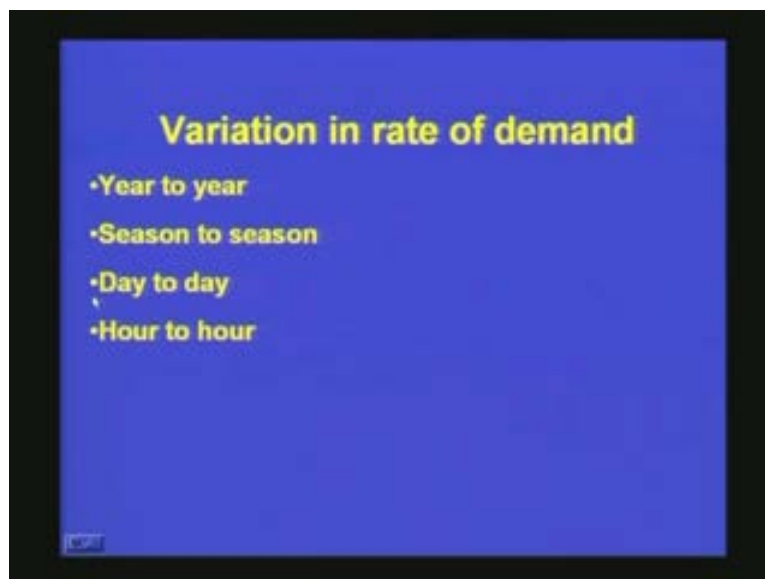 Variation in rate of demand
•Year to year
•Season to season
•Day to day
•Hour to hour